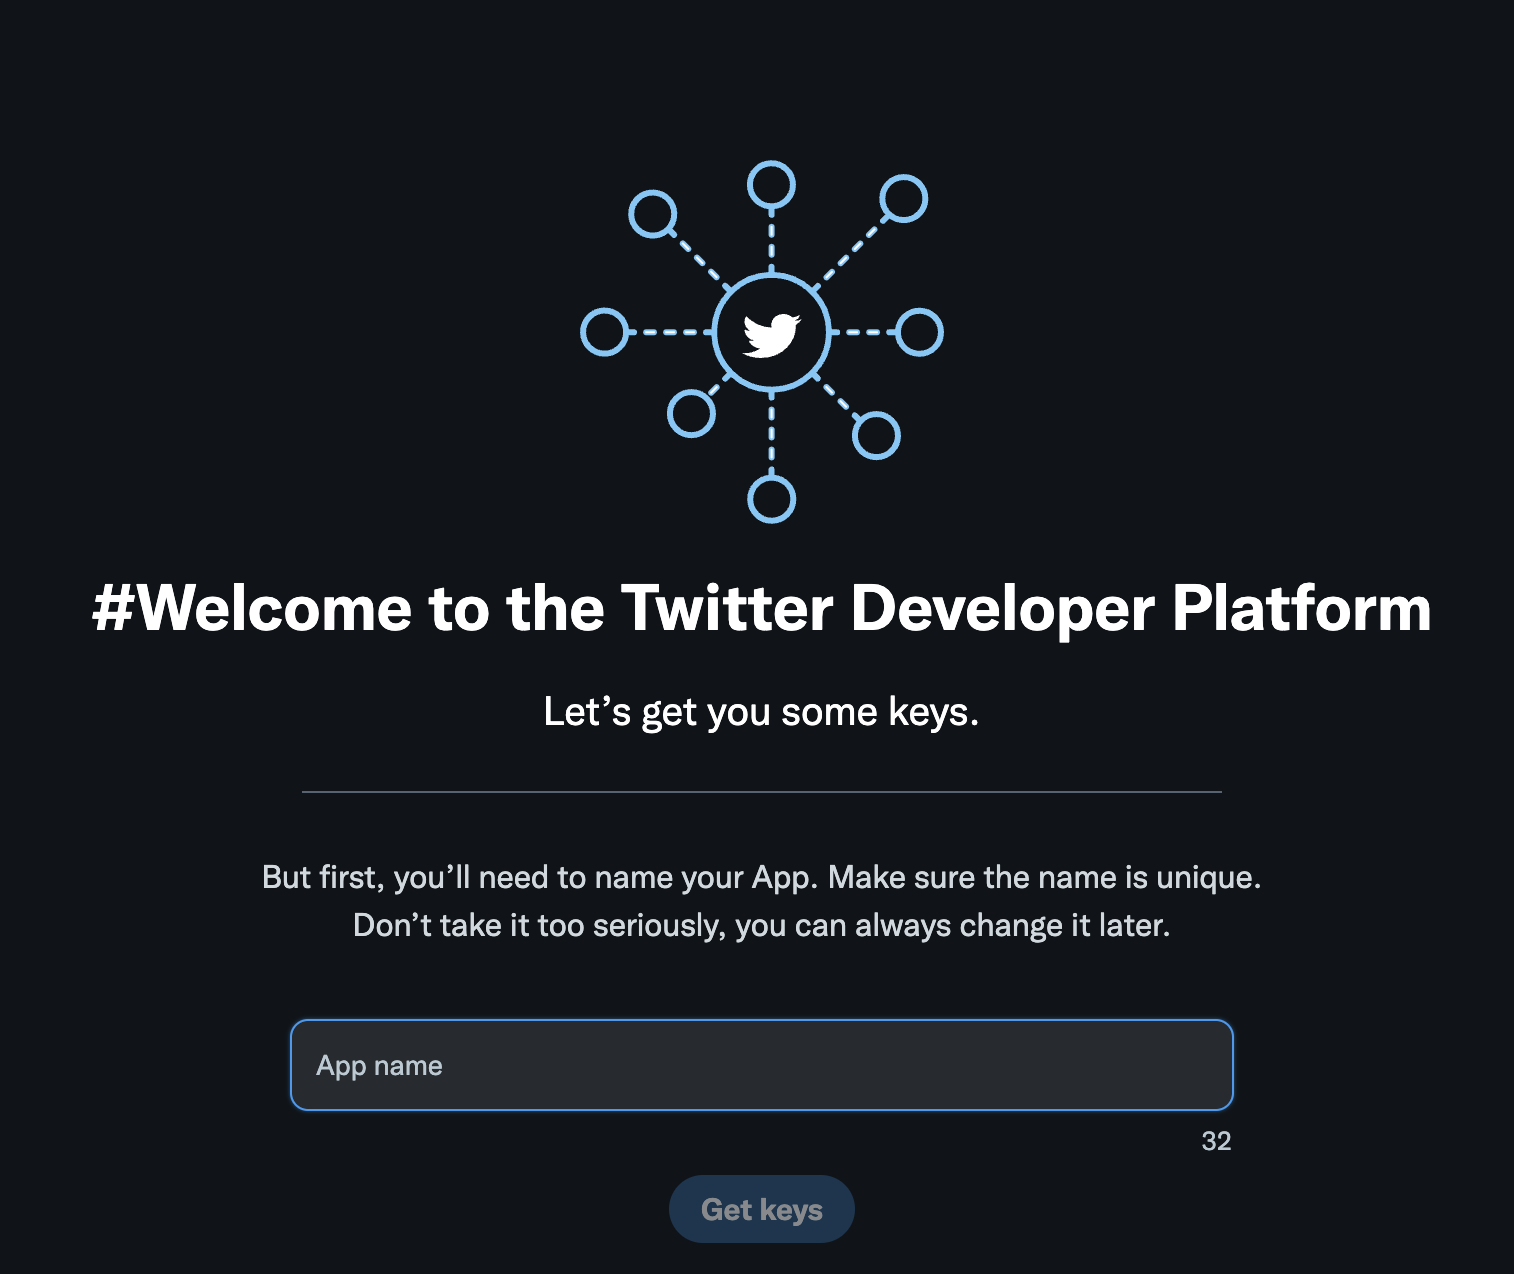 #Welcome to the Twitter Developer Platform
Let’s get you some keys.
But first, you’ll need to name your App. Make sure the name is unique.
Don’t take it too seriously, you can always change it later.
App name
32
Get keys